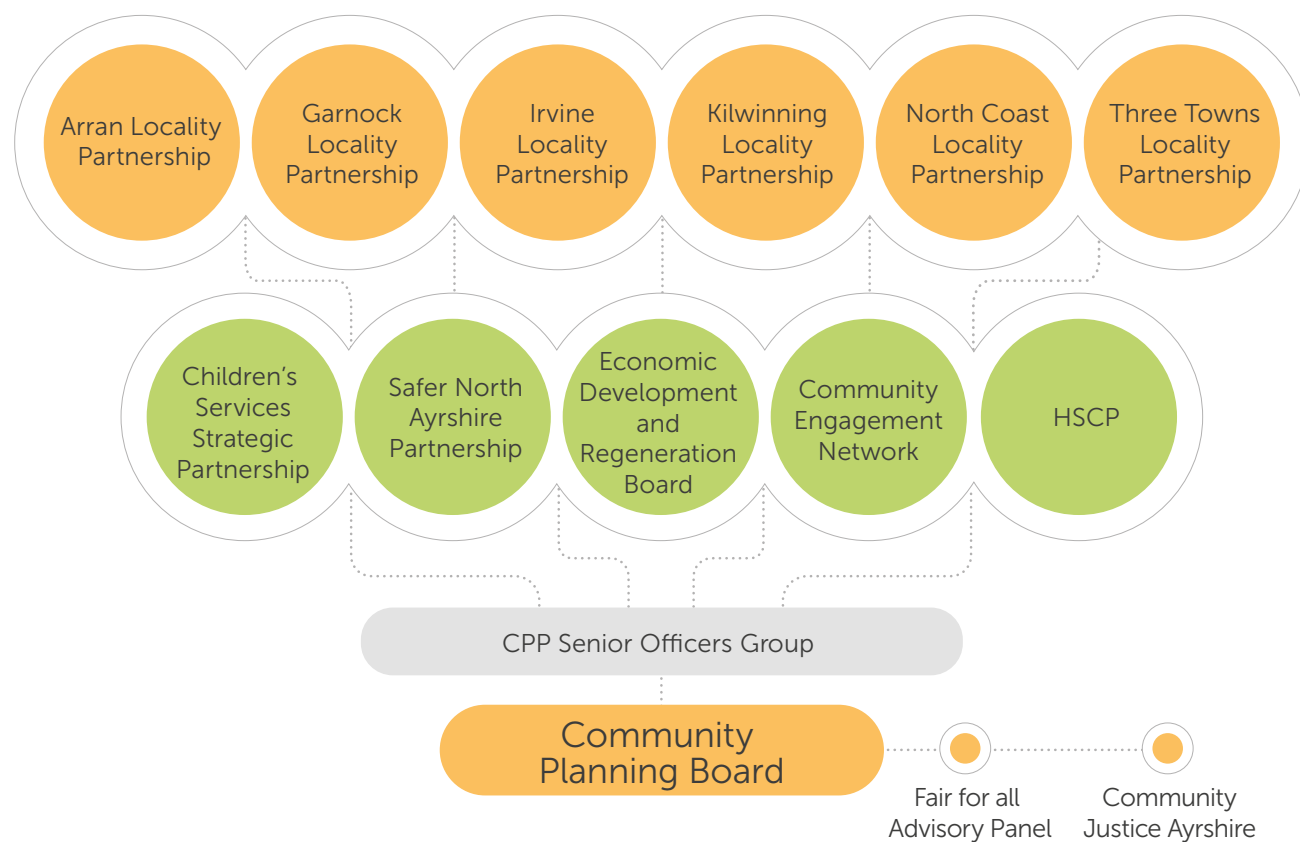 Arran Locality
Partnership
Garnock
Locality
Partnership
Irvine
Locality
Partnership
Kilwinning
Locality
Partnership
North Coast
Locality
Partnership
Three Towns
Locality
Partnership
Children's
Services
Strategic
Partnership
Safer North
Ayrshire
Partnership
Economic
Development
and
Regeneration
Board
Community
Engagement
Network
HSCP
CPP Senior Officers Group
Community
Planning Board
Fair for all
Advisory Panel
Community
Justice Ayrshire